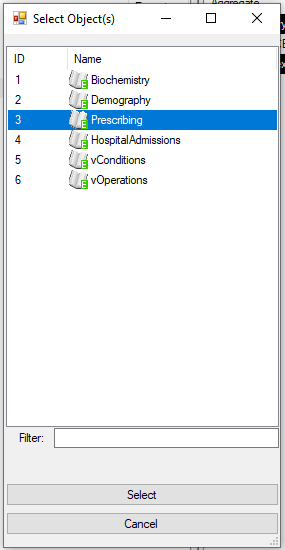 Select Object(s)
ID Name
1 Biochemistry
2 Demography
3 Prescribing
4 HospitalAdmissions
5 vConditions
6 vOperations
Filter:
Select
Cancel